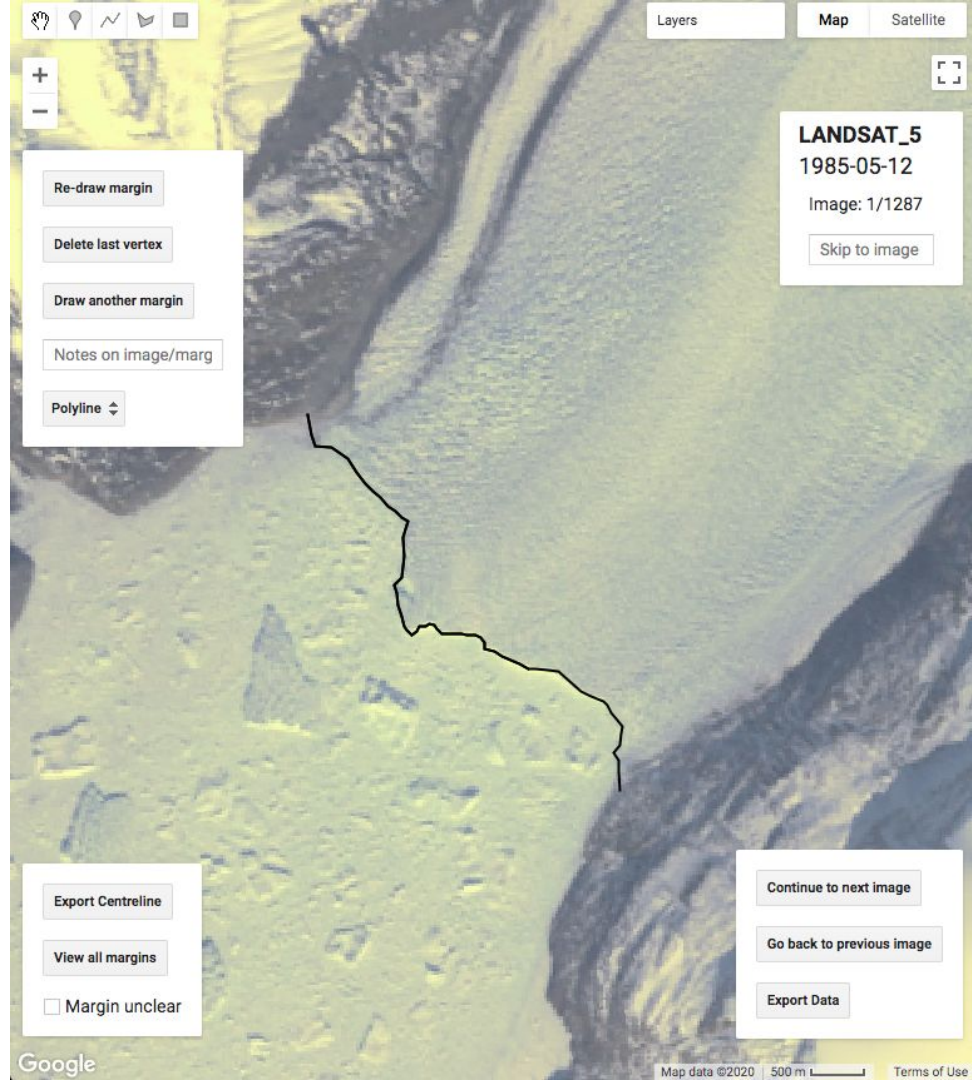 Layers
Map
Satellite
+
−
LANDSAT_5
1985-05-12
Image: 1/1287
Skip to image
Re-draw margin
Delete last vertex
Draw another margin
Notes on image/marg
Polyline
Export Centreline
View all margins
Margin unclear
Continue to next image
Go back to previous image
Export Data
Google
Map data ©2020
500 m
Terms of Use